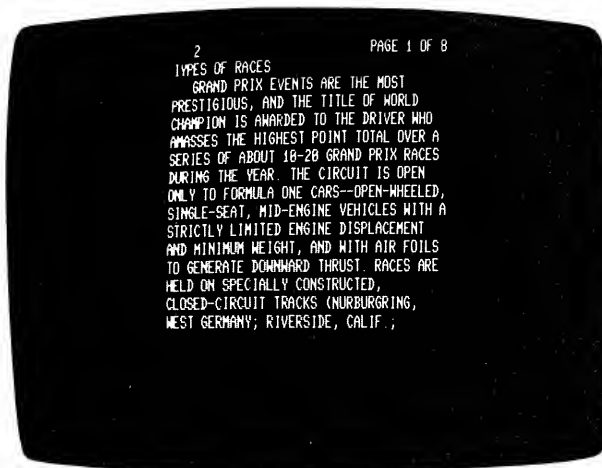 2 PAGE 1 OF 8
TYPES OF RACES
GRAND PRIX EVENTS ARE THE MOST
PRESTIGIOUS, AND THE TITLE OF WORLD
CHAMPION IS AWARDED TO THE DRIVER WHO
AMASSES THE HIGHEST POINT TOTAL OVER A
SERIES OF ABOUT 10-20 GRAND PRIX RACES
DURING THE YEAR. THE CIRCUIT IS OPEN
ONLY TO FORMULA ONE CARS--OPEN-WHEELED,
SINGLE-SEAT, MID-ENGINE VEHICLES WITH A
STRICTLY LIMITED ENGINE DISPLACEMENT
AND MINIMUM WEIGHT, AND WITH AIR FOILS
TO GENERATE DOWNWARD THRUST. RACES ARE
HELD ON SPECIALLY CONSTRUCTED,
CLOSED-CIRCUIT TRACKS (NURBURGRING,
WEST GERMANY; RIVERSIDE, CALIF.;